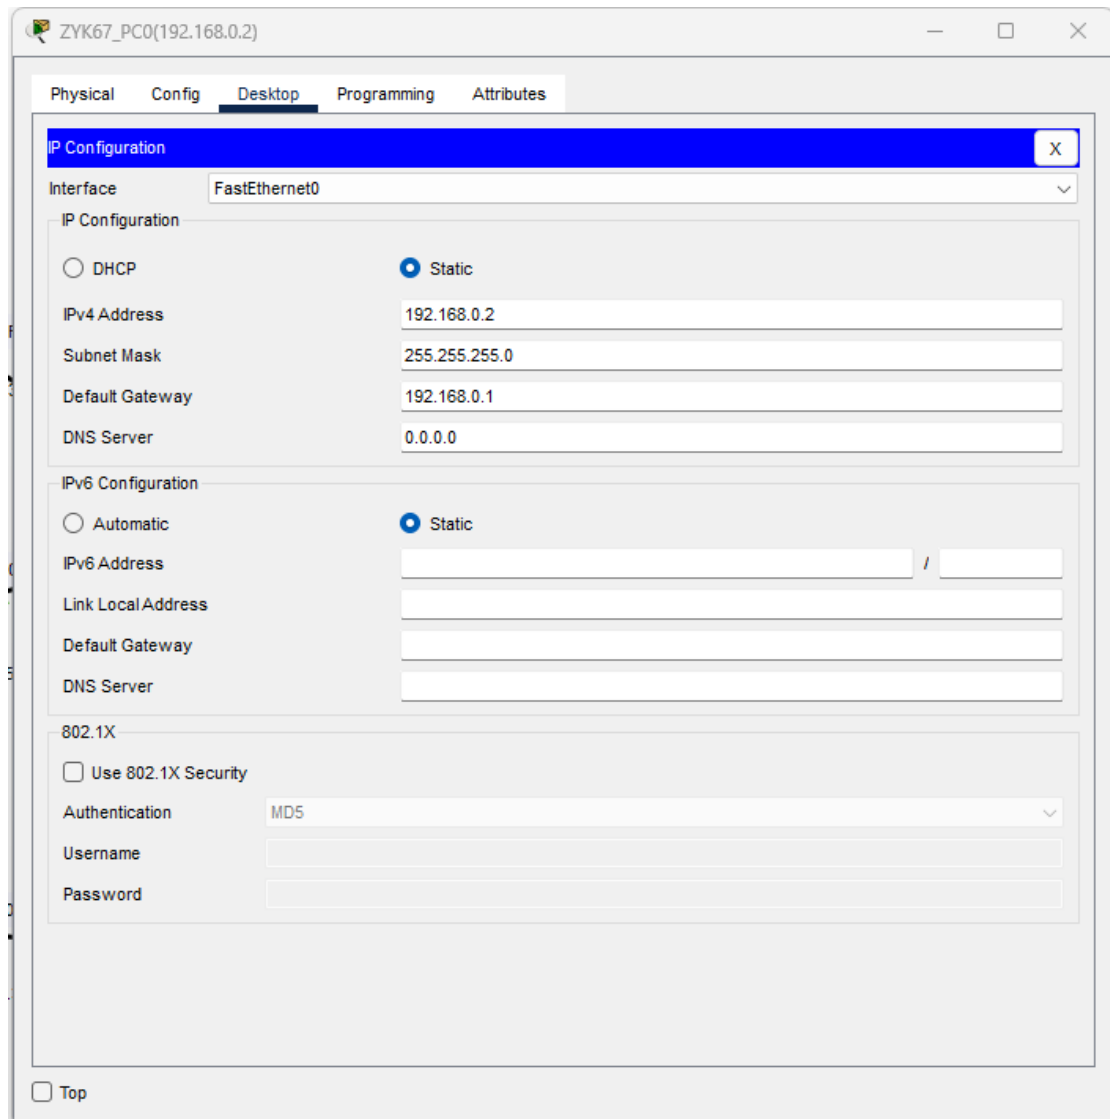 ZYK67_PC0(192.168.0.2)
Physical Config Desktop Programming Attributes
IP Configuration X
Interface FastEthernet0
IP Configuration
DHCP Static
IPv4 Address 192.168.0.2
Subnet Mask 255.255.255.0
Default Gateway 192.168.0.1
DNS Server 0.0.0.0
IPv6 Configuration
Automatic Static
IPv6 Address /
Link Local Address
Default Gateway
DNS Server
802.1X
Use 802.1X Security
Authentication MD5
Username
Password
Top